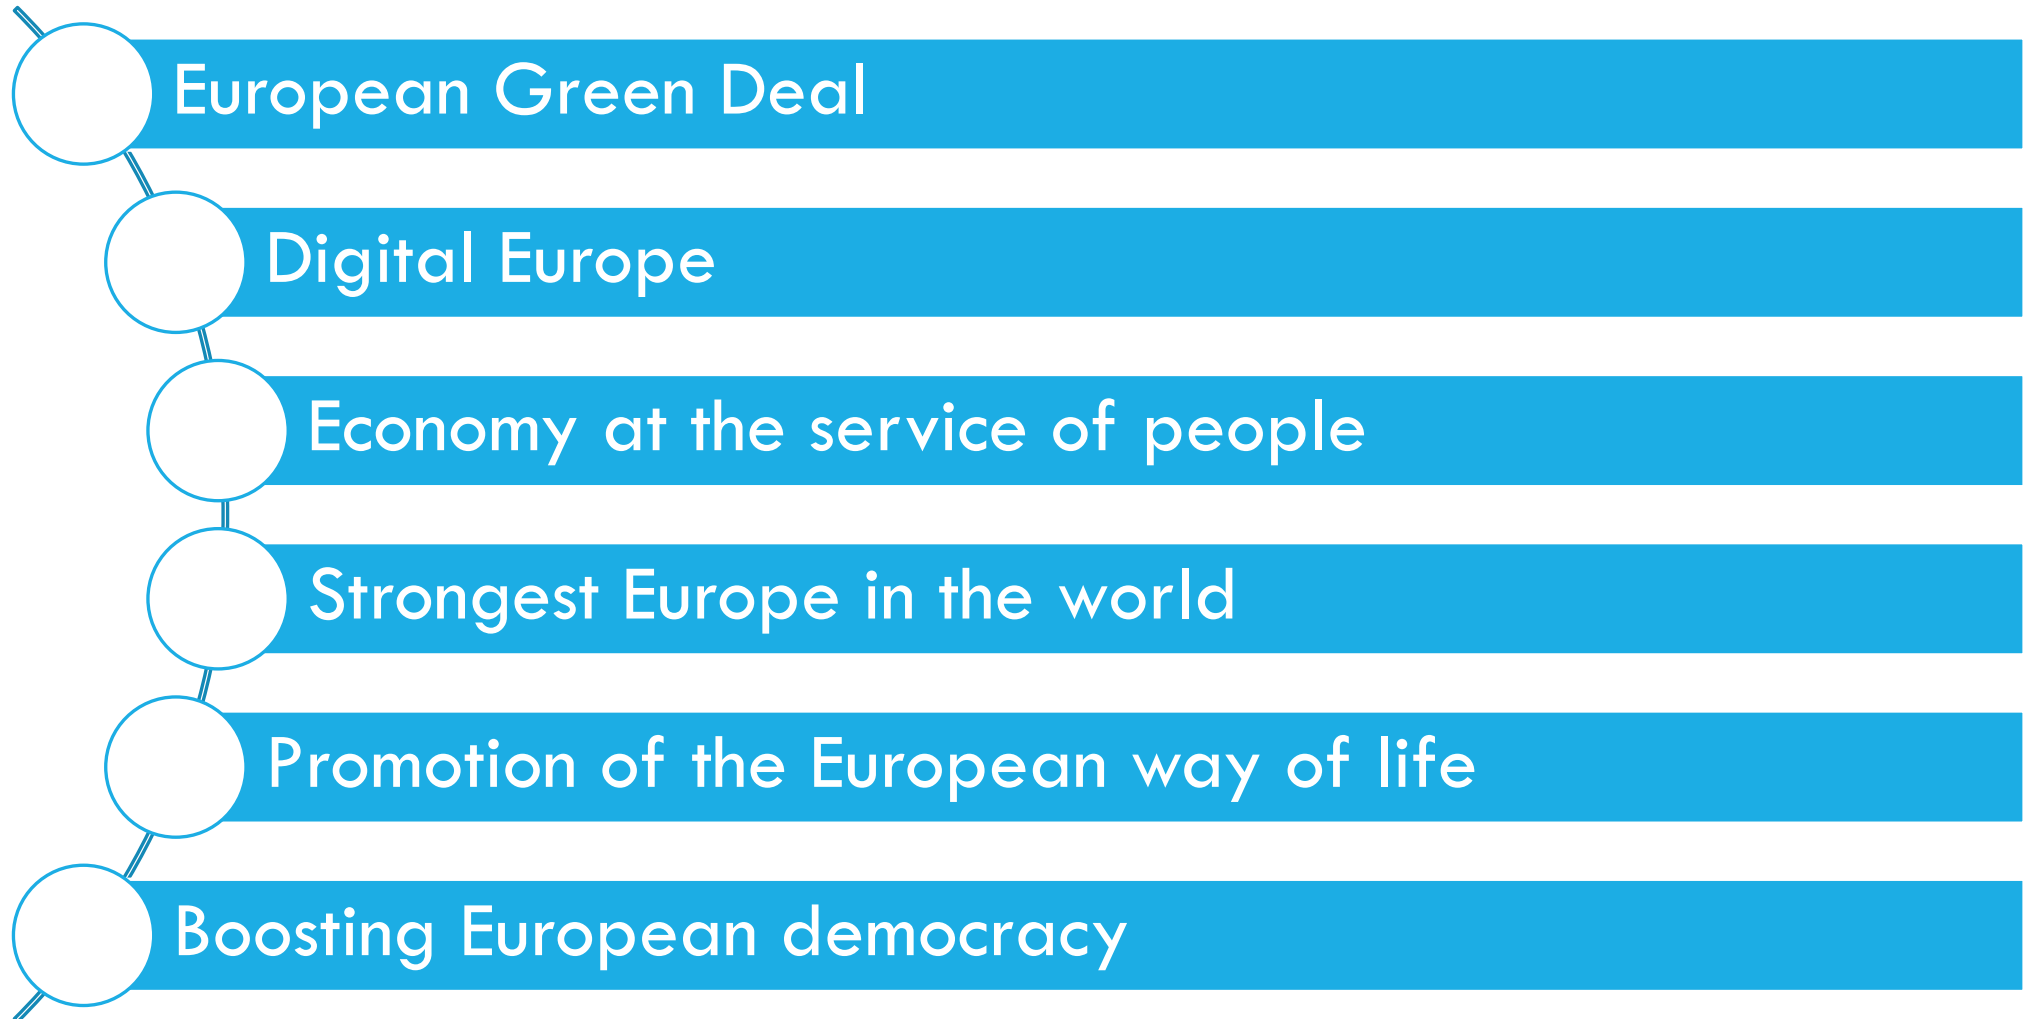 European Green Deal
Digital Europe
Economy at the service of people
Strongest Europe in the world
Promotion of the European way of life
Boosting European democracy